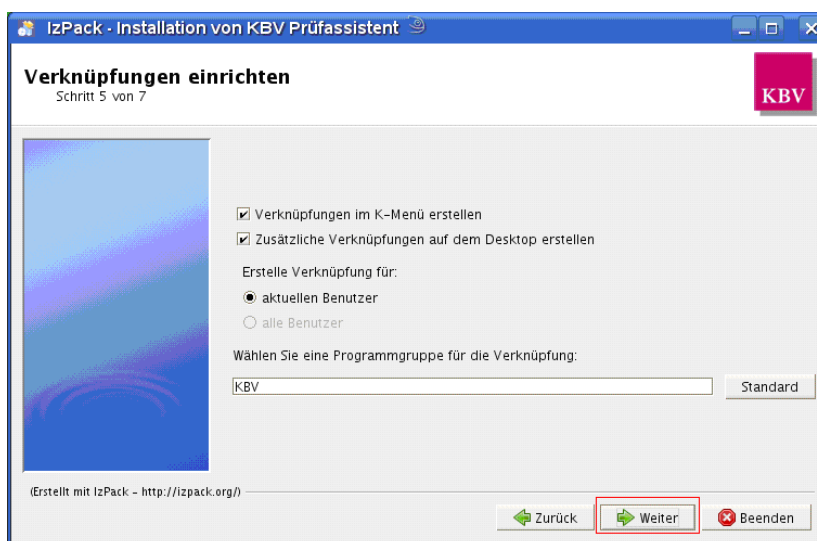 IzPack - Installation von KBV Prüfassistent
Verknüpfungen einrichten
Schritt 5 von 7
KBV
Verknüpfungen im K-Menü erstellen
Zusätzliche Verknüpfungen auf dem Desktop erstellen
Erstelle Verknüpfung für:
aktuellen Benutzer
alle Benutzer
Wählen Sie eine Programmgruppe für die Verknüpfung:
KBV
Standard
(Erstellt mit IzPack - http://izpack.org/)
Zurück
Weiter
Beenden